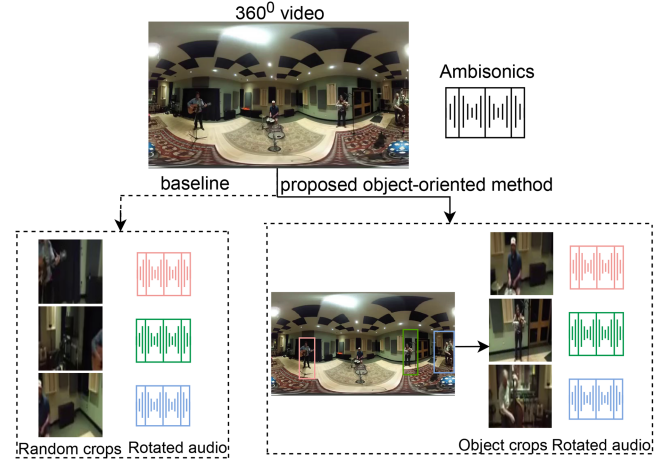 360⁰ video
Ambisonics
baseline
proposed object-oriented method
Random crops
Rotated audio
Object crops
Rotated audio